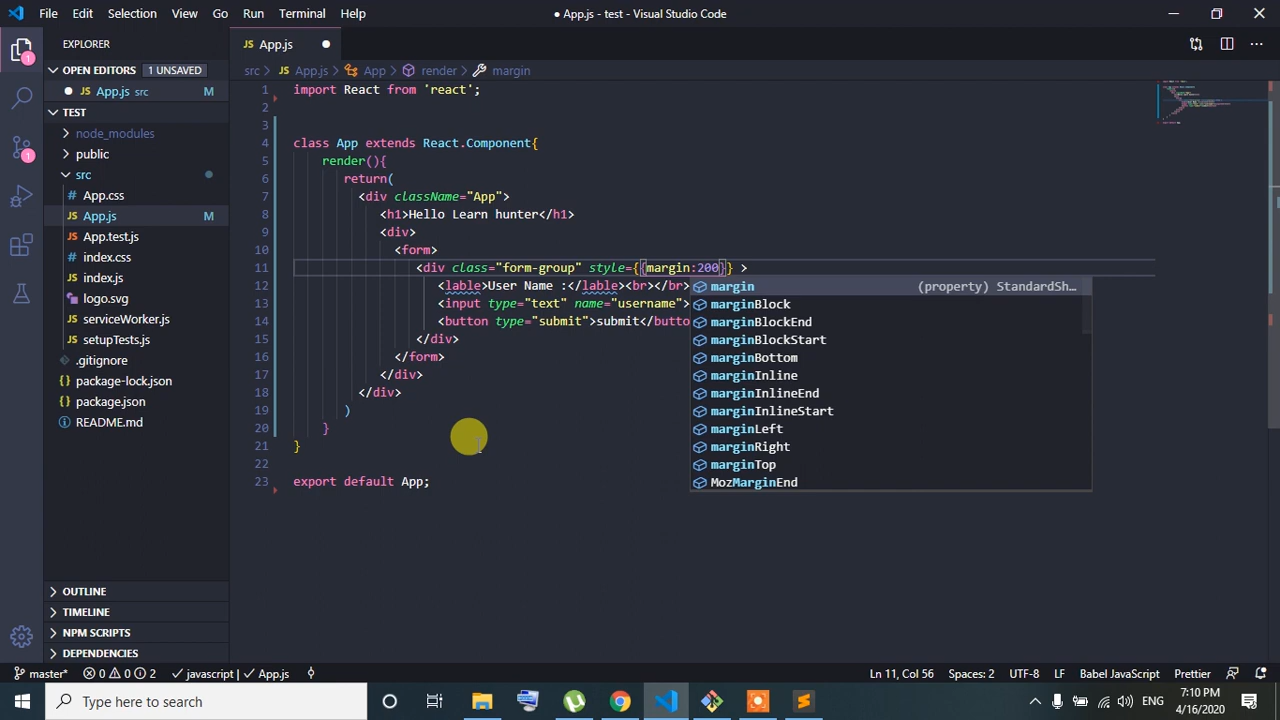 File Edit Selection View Go Run Terminal Help
● App.js - test - Visual Studio Code
EXPLORER
OPEN EDITORS 1 UNSAVED
App.js src M
TEST
node_modules
public
src
App.css
App.js M
App.test.js
index.css
index.js
logo.svg
serviceWorker.js
setupTests.js
.gitignore
package-lock.json
package.json
README.md
OUTLINE
TIMELINE
NPM SCRIPTS
DEPENDENCIES
JS App.js
src > JS App.js > App > render > margin
1 import React from 'react';
2
3
4 class App extends React.Component{
5 render(){
6 return(
7 <div className="App">
8 <h1>Hello Learn hunter</h1>
9 <div>
10 <form>
11 <div class="form-group" style={{margin:200}} >
12 <lable>User Name :</lable><br></br>
13 <input type="text" name="username">
14 <button type="submit">submit</butto
15 </div>
16 </form>
17 </div>
18 </div>
19 )
20 }
21 }
22
23 export default App;
margin (property) StandardSh…
marginBlock
marginBlockEnd
marginBlockStart
marginBottom
marginInline
marginInlineEnd
marginInlineStart
marginLeft
marginRight
marginTop
MozMarginEnd
master* 0 0 2 javascript | App.js Ln 11, Col 56 Spaces: 2 UTF-8 LF Babel JavaScript Prettier
Type here to search
ENG
7:10 PM
4/16/2020